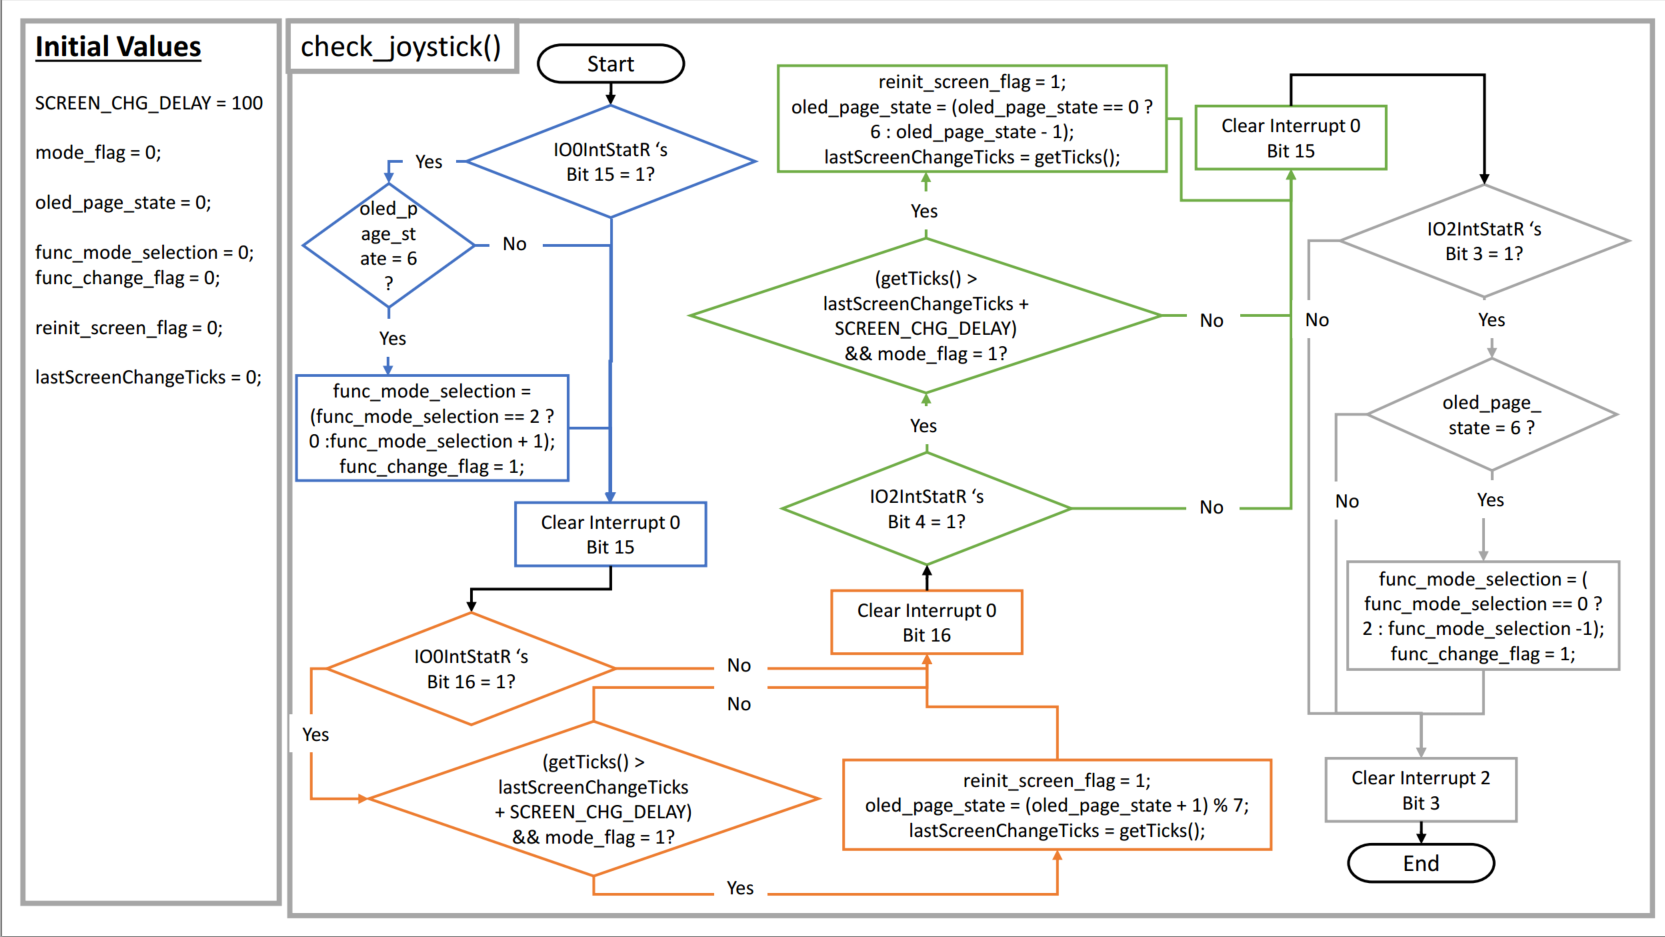 Initial Values
SCREEN_CHG_DELAY = 100
mode_flag = 0;
oled_page_state = 0;
func_mode_selection = 0;
func_change_flag = 0;
reinit_screen_flag = 0;
lastScreenChangeTicks = 0;
check_joystick()
Start
IO0IntStatR ‘s
Bit 15 = 1?
Yes
oled_p
age_st
ate = 6
?
No
Yes
func_mode_selection =
(func_mode_selection == 2 ?
0 :func_mode_selection + 1);
func_change_flag = 1;
Clear Interrupt 0
Bit 15
IO0IntStatR ‘s
Bit 16 = 1?
No
Yes
(getTicks() >
lastScreenChangeTicks
+ SCREEN_CHG_DELAY)
&& mode_flag = 1?
No
Yes
reinit_screen_flag = 1;
oled_page_state = (oled_page_state + 1) % 7;
lastScreenChangeTicks = getTicks();
Clear Interrupt 0
Bit 16
IO2IntStatR ‘s
Bit 4 = 1?
No
Yes
(getTicks() >
lastScreenChangeTicks +
SCREEN_CHG_DELAY)
&& mode_flag = 1?
No
Yes
reinit_screen_flag = 1;
oled_page_state = (oled_page_state == 0 ?
6 : oled_page_state - 1);
lastScreenChangeTicks = getTicks();
Clear Interrupt 0
Bit 15
IO2IntStatR ‘s
Bit 3 = 1?
No
Yes
oled_page_
state = 6 ?
No
Yes
func_mode_selection = (
func_mode_selection == 0 ?
2 : func_mode_selection -1);
func_change_flag = 1;
Clear Interrupt 2
Bit 3
End